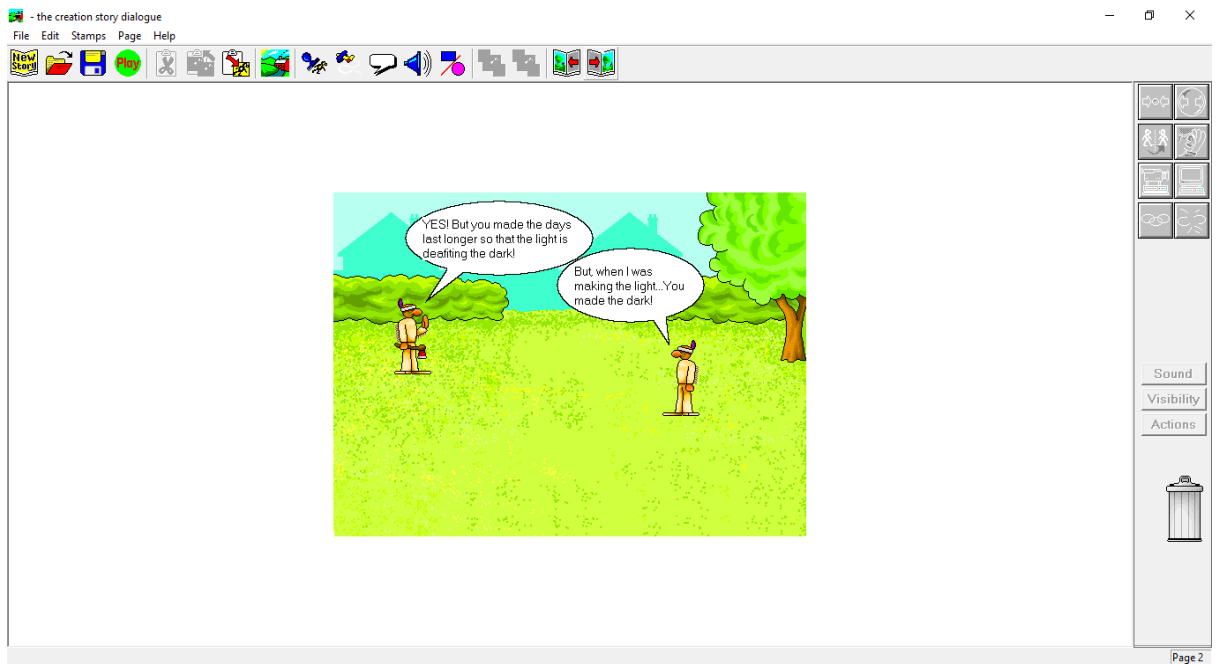 - the creation story dialogue
File Edit Stamps Page Help
New Story
Play
YES! But you made the days
last longer so that the light is
deafiting the dark!
But, when I was
making the light...You
made the dark!
Sound
Visibility
Actions
Page 2